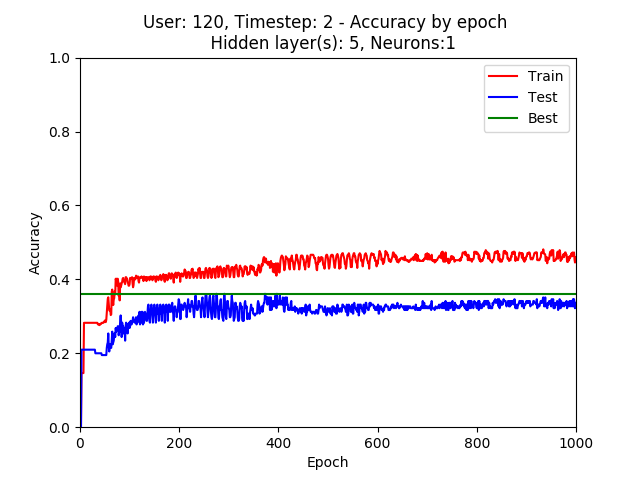 User: 120, Timestep: 2 - Accuracy by epoch
Hidden layer(s): 5, Neurons:1
1.0
Train
Test
Best
0.8
0.6
Accuracy
0.4
0.2
0.0
0 200 400 600 800 1000
Epoch